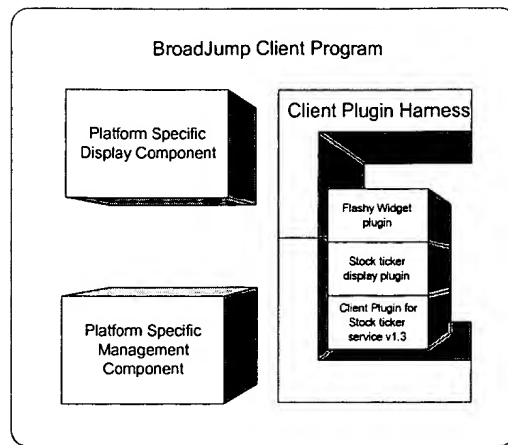 BroadJump Client Program
Platform Specific
Display Component
Client Plugin Harness
Flashy Widget
plugin
Stock ticker
display plugin
Client Plugin for
Stock ticker
service v1.3
Platform Specific
Management
Component